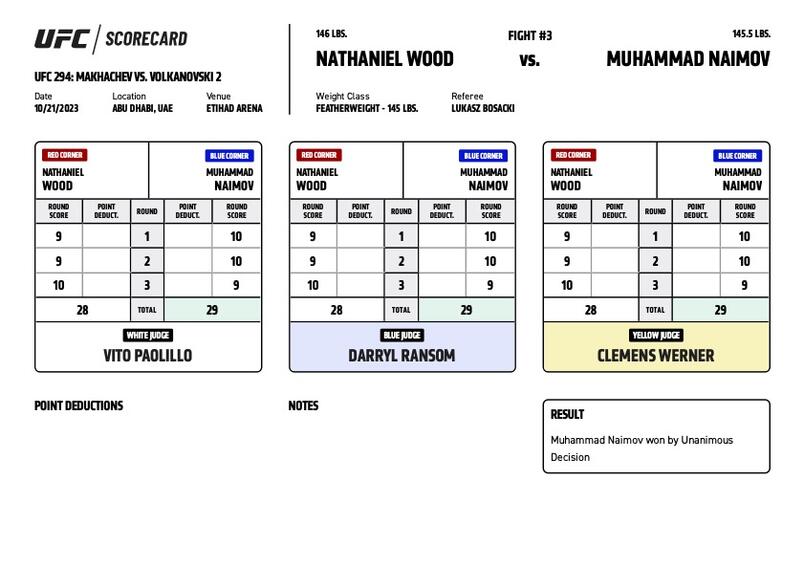 UFC / SCORECARD
UFC 294: MAKHACHEV VS. VOLKANOVSKI 2
Date Location Venue
10/21/2023 ABU DHABI, UAE ETIHAD ARENA
146 LBS. FIGHT #3 145.5 LBS.
NATHANIEL WOOD vs. MUHAMMAD NAIMOV
Weight Class Referee
FEATHERWEIGHT - 145 LBS. LUKASZ BOSACKI
RED CORNER BLUE CORNER
NATHANIEL MUHAMMAD
WOOD NAIMOV
ROUND SCORE POINT DEDUCT. ROUND POINT DEDUCT. ROUND SCORE
9 1 10
9 2 10
10 3 9
28 TOTAL 29
WHITE JUDGE
VITO PAOLILLO
RED CORNER BLUE CORNER
NATHANIEL MUHAMMAD
WOOD NAIMOV
ROUND SCORE POINT DEDUCT. ROUND POINT DEDUCT. ROUND SCORE
9 1 10
9 2 10
10 3 9
28 TOTAL 29
BLUE JUDGE
DARRYL RANSOM
RED CORNER BLUE CORNER
NATHANIEL MUHAMMAD
WOOD NAIMOV
ROUND SCORE POINT DEDUCT. ROUND POINT DEDUCT. ROUND SCORE
9 1 10
9 2 10
10 3 9
28 TOTAL 29
YELLOW JUDGE
CLEMENS WERNER
POINT DEDUCTIONS
NOTES
RESULT
Muhammad Naimov won by Unanimous
Decision